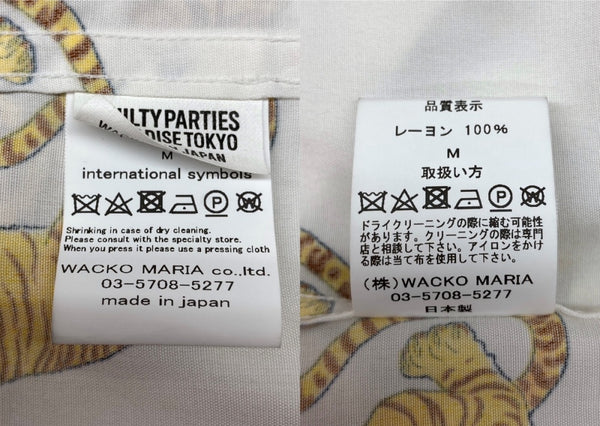 ILTY PARTIES
DISE TOKYO
JAPAN
M
international symbols
P W
Shrinking in case of dry cleaning.
Please consult with the specialty store.
When you press it please use a pressing cloth
WACKO MARIA co.,ltd.
03-5708-5277
made in japan
品質表示
レーヨン 100%
M
取扱い方
P W
ドライクリーニングの際に縮む可能性
があります。クリーニングの際は専門
店と相談して下さい。アイロンをかけ
る際は当て布を使用して下さい。
(株)WACKO MARIA
03-5708-5277
日本製